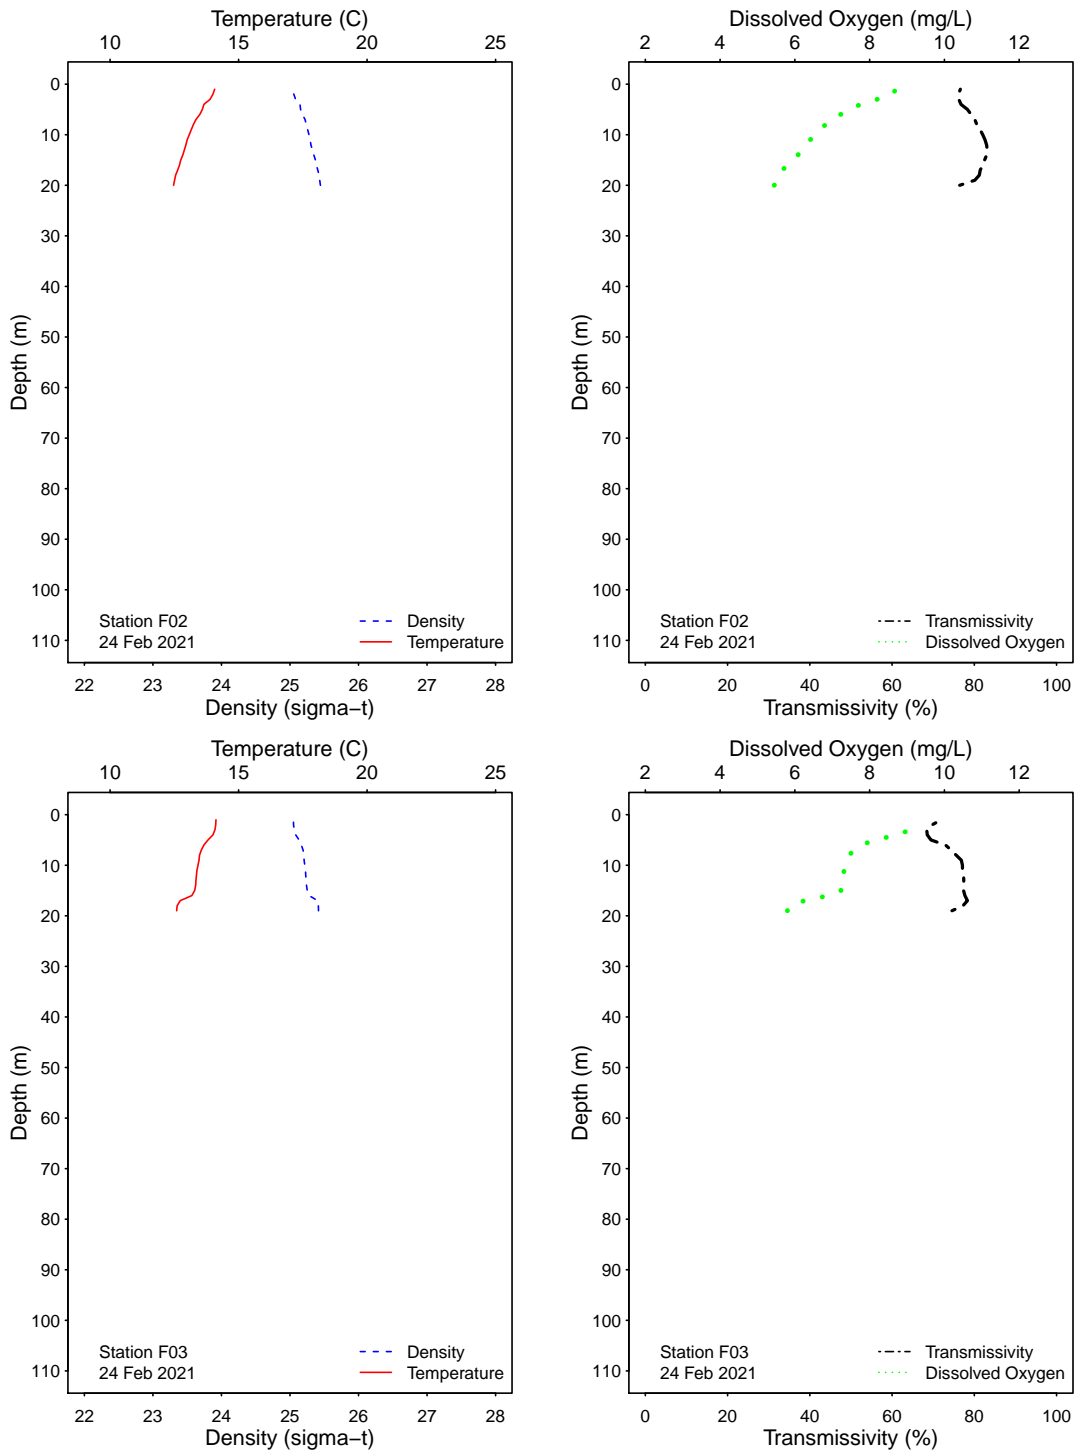 Temperature (C)
10 15 20 25
0
10
20
30
40
50
60
70
80
90
100
110
Depth (m)
Station F02
24 Feb 2021
Density
Temperature
22 23 24 25 26 27 28
Density (sigma−t)
Dissolved Oxygen (mg/L)
2 4 6 8 10 12
0
10
20
30
40
50
60
70
80
90
100
110
Depth (m)
Station F02
24 Feb 2021
Transmissivity
Dissolved Oxygen
0 20 40 60 80 100
Transmissivity (%)
Temperature (C)
10 15 20 25
0
10
20
30
40
50
60
70
80
90
100
110
Depth (m)
Station F03
24 Feb 2021
Density
Temperature
22 23 24 25 26 27 28
Density (sigma−t)
Dissolved Oxygen (mg/L)
2 4 6 8 10 12
0
10
20
30
40
50
60
70
80
90
100
110
Depth (m)
Station F03
24 Feb 2021
Transmissivity
Dissolved Oxygen
0 20 40 60 80 100
Transmissivity (%)